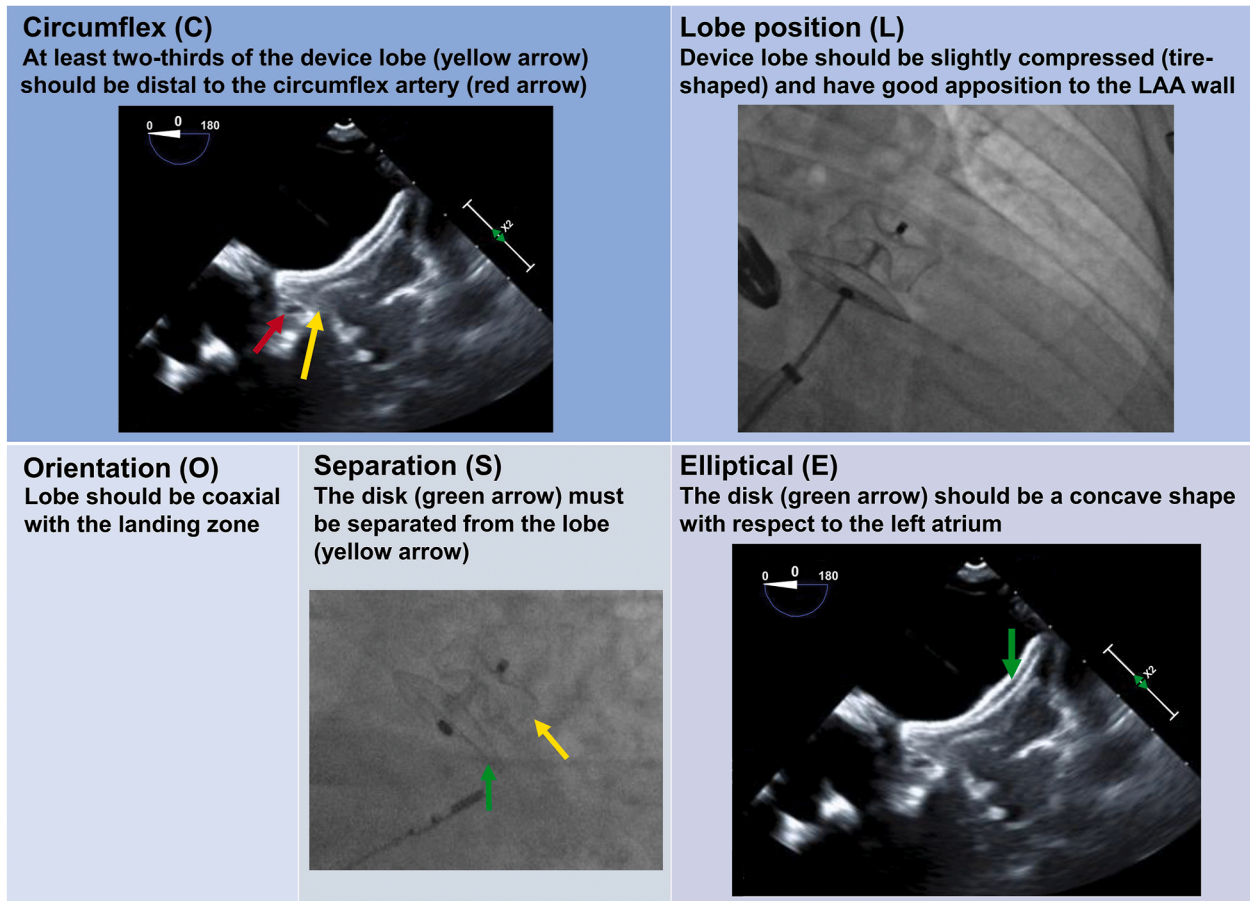 Circumflex (C)
At least two-thirds of the device lobe (yellow arrow)
should be distal to the circumflex artery (red arrow)
0 0 180
X2
Lobe position (L)
Device lobe should be slightly compressed (tire-
shaped) and have good apposition to the LAA wall
Orientation (O)
Lobe should be coaxial
with the landing zone
Separation (S)
The disk (green arrow) must
be separated from the lobe
(yellow arrow)
Elliptical (E)
The disk (green arrow) should be a concave shape
with respect to the left atrium
0 0 180
X2